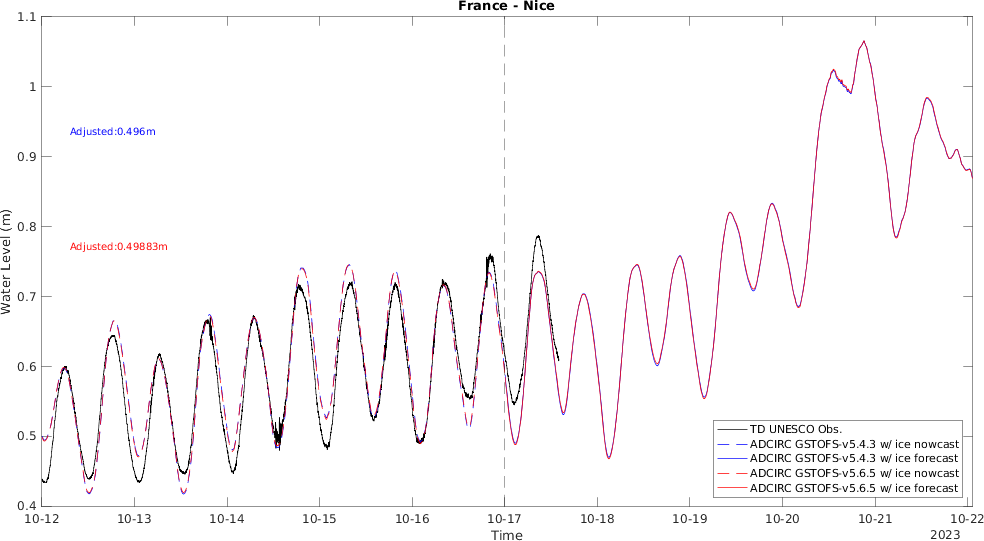 France - Nice
1.1
1
0.9
0.8
0.7
0.6
0.5
0.4
Water Level (m)
Adjusted:0.496m
Adjusted:0.49883m
TD UNESCO Obs.
ADCIRC GSTOFS-v5.4.3 w/ ice nowcast
ADCIRC GSTOFS-v5.4.3 w/ ice forecast
ADCIRC GSTOFS-v5.6.5 w/ ice nowcast
ADCIRC GSTOFS-v5.6.5 w/ ice forecast
10-12 10-13 10-14 10-15 10-16 10-17 10-18 10-19 10-20 10-21 10-22
Time
2023